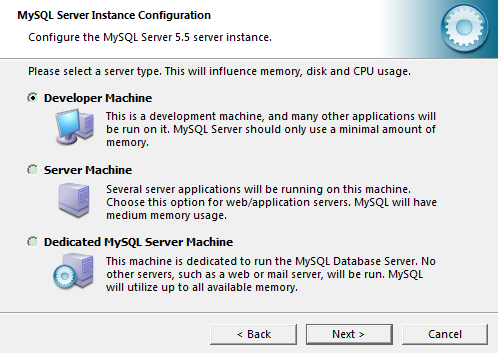 MySQL Server Instance Configuration
Configure the MySQL Server 5.5 server instance.
Please select a server type. This will influence memory, disk and CPU usage.
Developer Machine
This is a development machine, and many other applications will
be run on it. MySQL Server should only use a minimal amount of
memory.
Server Machine
Several server applications will be running on this machine.
Choose this option for web/application servers. MySQL will have
medium memory usage.
Dedicated MySQL Server Machine
This machine is dedicated to run the MySQL Database Server. No
other servers, such as a web or mail server, will be run. MySQL
will utilize up to all available memory.
< Back
Next >
Cancel